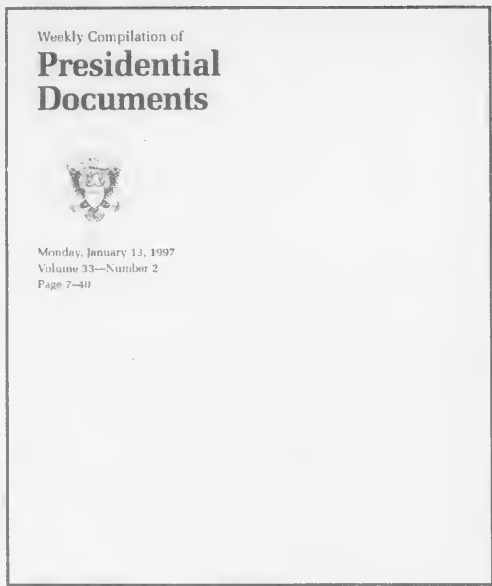 Weekly Compilation of
Presidential
Documents
Monday, January 13, 1997
Volume 33—Number 2
Page 7–40